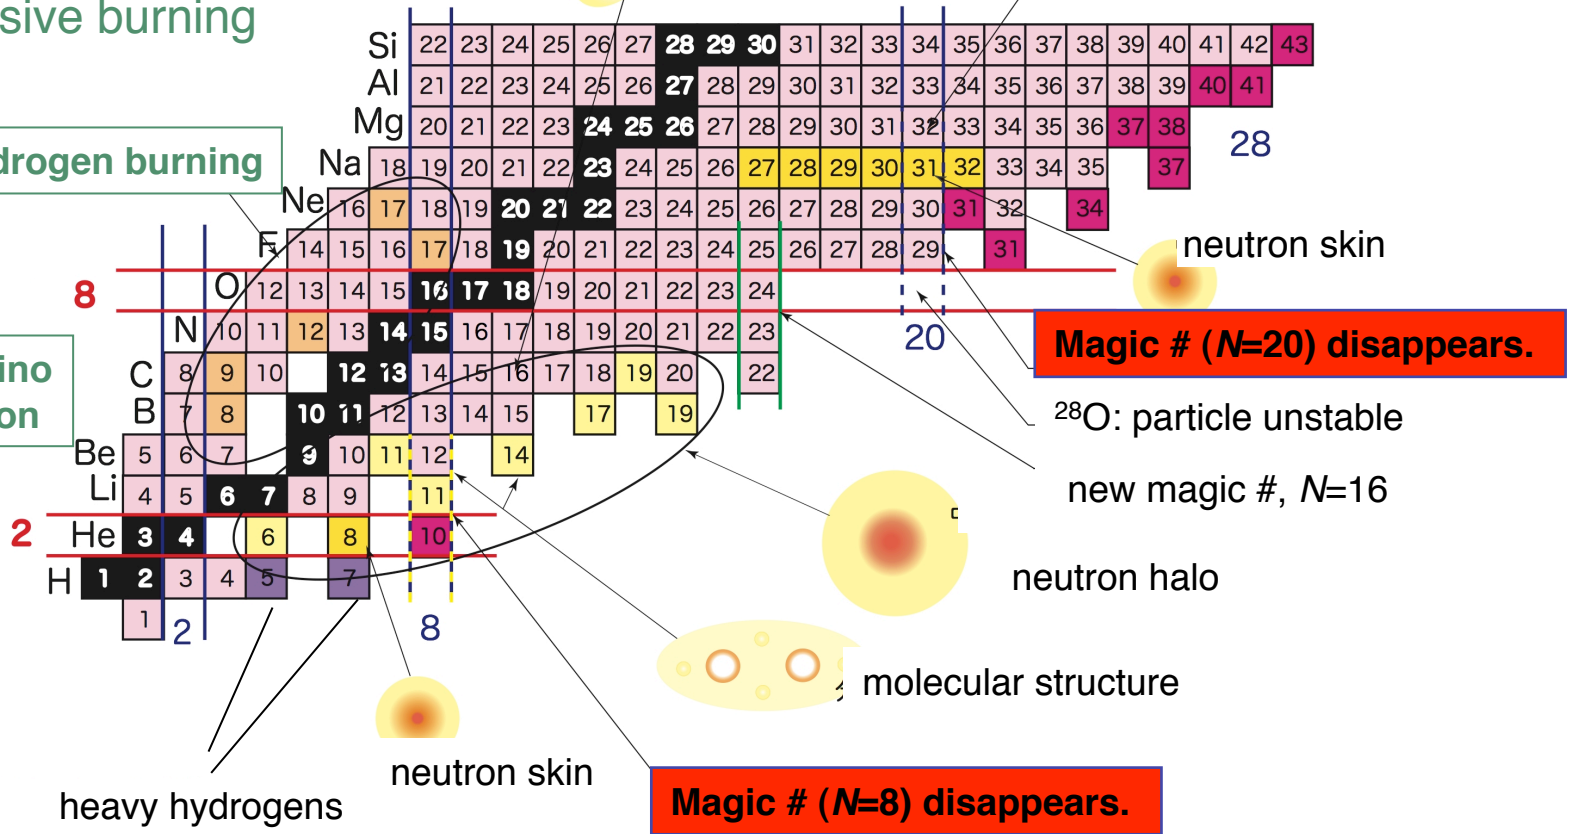 sive burning
Si 22 23 24 25 26 27 28 29 30 31 32 33 34 35 36 37 38 39 40 41 42 43
Al 21 22 23 24 25 26 27 28 29 30 31 32 33 34 35 36 37 38 39 40 41
Mg 20 21 22 23 24 25 26 27 28 29 30 31 32 33 34 35 36 37 38
28
drogen burning
Na 18 19 20 21 22 23 24 25 26 27 28 29 30 31 32 33 34 35 37
Ne 16 17 18 19 20 21 22 23 24 25 26 27 28 29 30 31 32 34
F 14 15 16 17 18 19 20 21 22 23 24 25 26 27 28 29 31
neutron skin
8
O 12 13 14 15 16 17 18 19 20 21 22 23 24
N 10 11 12 13 14 15 16 17 18 19 20 21 22 23
20
Magic # (N=20) disappears.
ino
on
C 8 9 10 12 13 14 15 16 17 18 19 20 22
B 7 8 10 11 12 13 14 15 17 19
28O: particle unstable
Be 5 6 7 9 10 11 12 14
Li 4 5 6 7 8 9 11
new magic #, N=16
2
He 3 4 6 8 10
H 1 2 3 4 5 7
neutron halo
1
2
8
molecular structure
neutron skin
heavy hydrogens
Magic # (N=8) disappears.